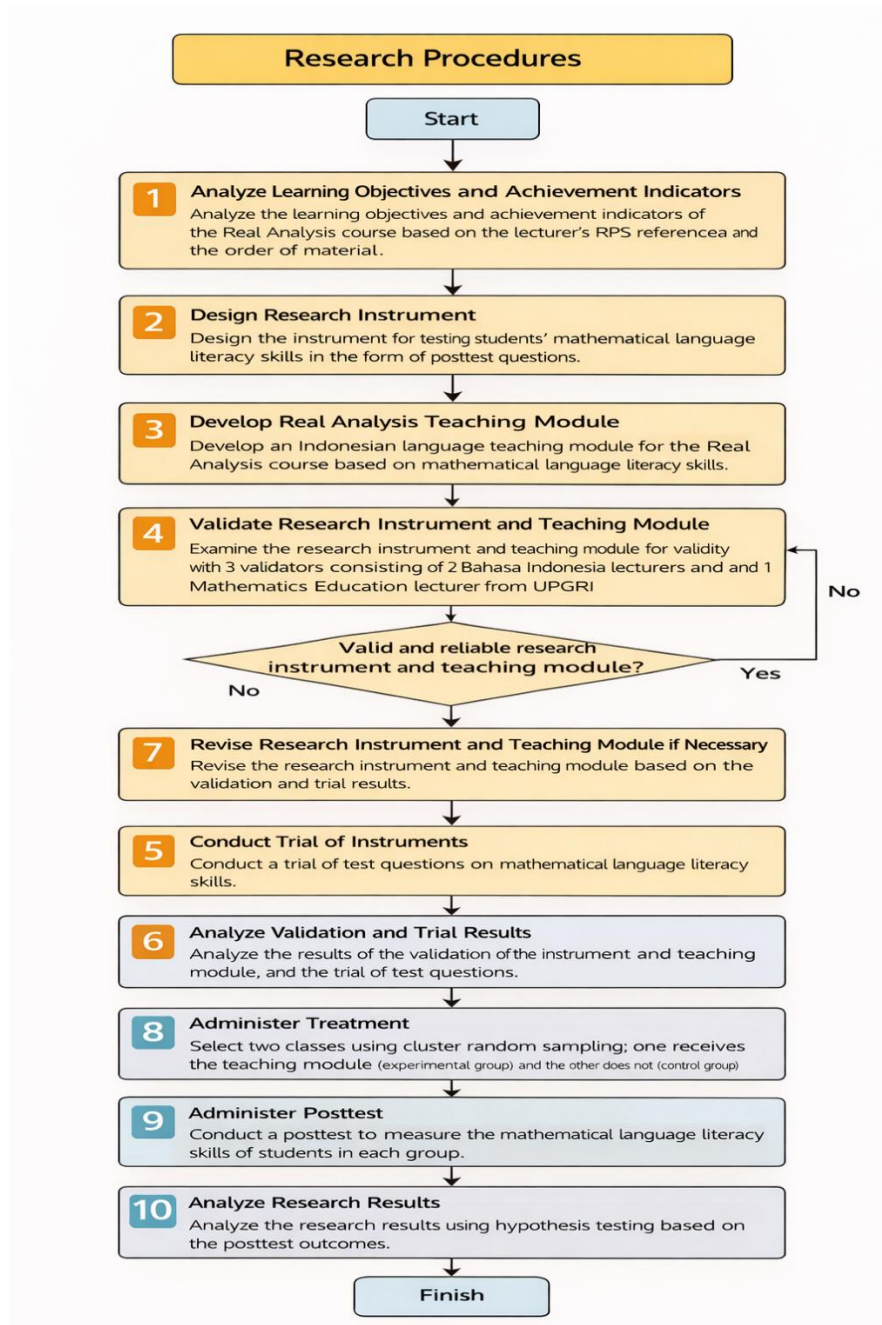 Research Procedures
Start
1
Analyze Learning Objectives and Achievement Indicators
Analyze the learning objectives and achievement indicators of
the Real Analysis course based on the lecturer's RPS referencea and
the order of material.
2
Design Research Instrument
Design the instrument for testing students' mathematical language
literacy skills in the form of posttest questions.
3
Develop Real Analysis Teaching Module
Develop an Indonesian language teaching module for the Real
Analysis course based on mathematical language literacy skills.
4
Validate Research Instrument and Teaching Module
Examine the research instrument and teaching module for validity
with 3 validators consisting of 2 Bahasa Indonesia lecturers and and 1
Mathematics Education lecturer from UPGRI
No
Valid and reliable research
instrument and teaching module?
Yes
No
7
Revise Research Instrument and Teaching Module if Necessary
Revise the research instrument and teaching module based on the
validation and trial results.
5
Conduct Trial of Instruments
Conduct a trial of test questions on mathematical language literacy
skills.
6
Analyze Validation and Trial Results
Analyze the results of the validation of the instrument and teaching
module, and the trial of test questions.
8
Administer Treatment
Select two classes using cluster random sampling; one receives
the teaching module (experimental group) and the other does not (control group)
9
Administer Posttest
Conduct a posttest to measure the mathematical language literacy
skills of students in each group.
10
Analyze Research Results
Analyze the research results using hypothesis testing based on
the posttest outcomes.
Finish